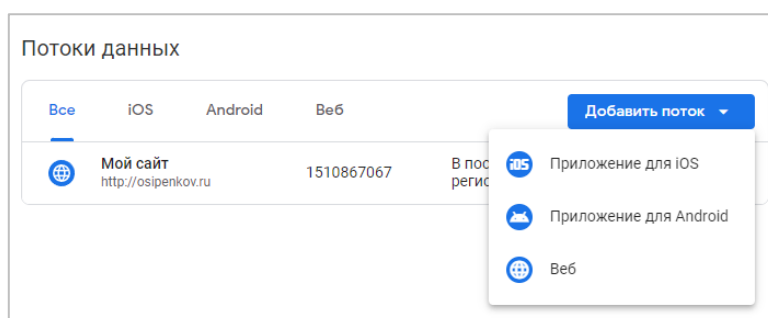 Потоки данных
Все iOS Android Веб Добавить поток
Мой сайт 1510867067 В пос
http://osipenkov.ru регис
iOS Приложение для iOS
Приложение для Android
Веб